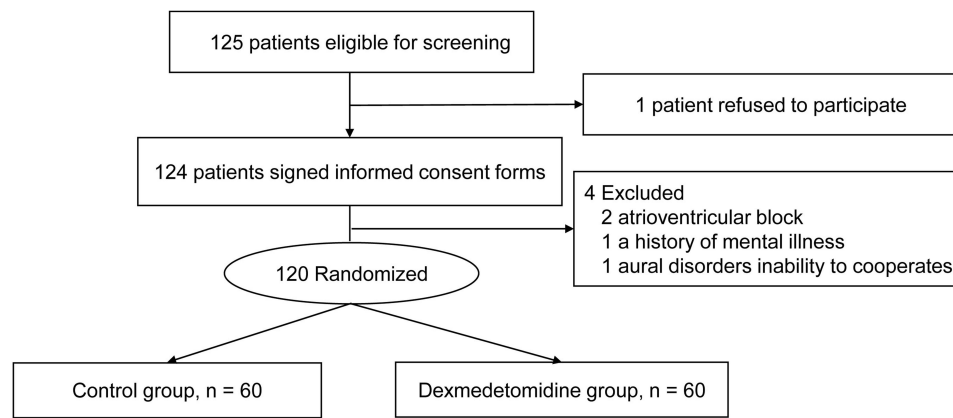 125 patients eligible for screening
1 patient refused to participate
124 patients signed informed consent forms
4 Excluded
2 atrioventricular block
1 a history of mental illness
1 aural disorders inability to cooperates
120 Randomized
Control group, n = 60
Dexmedetomidine group, n = 60